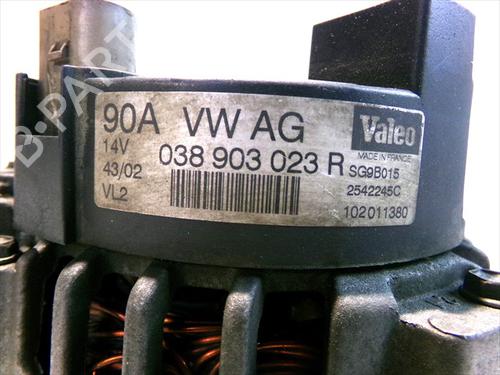 90A VW AG
14V
43/02
VL2
038 903 023 R
Valeo
MADE IN FRANCE
SG9B015
2542245C
102011380
B-PARTS